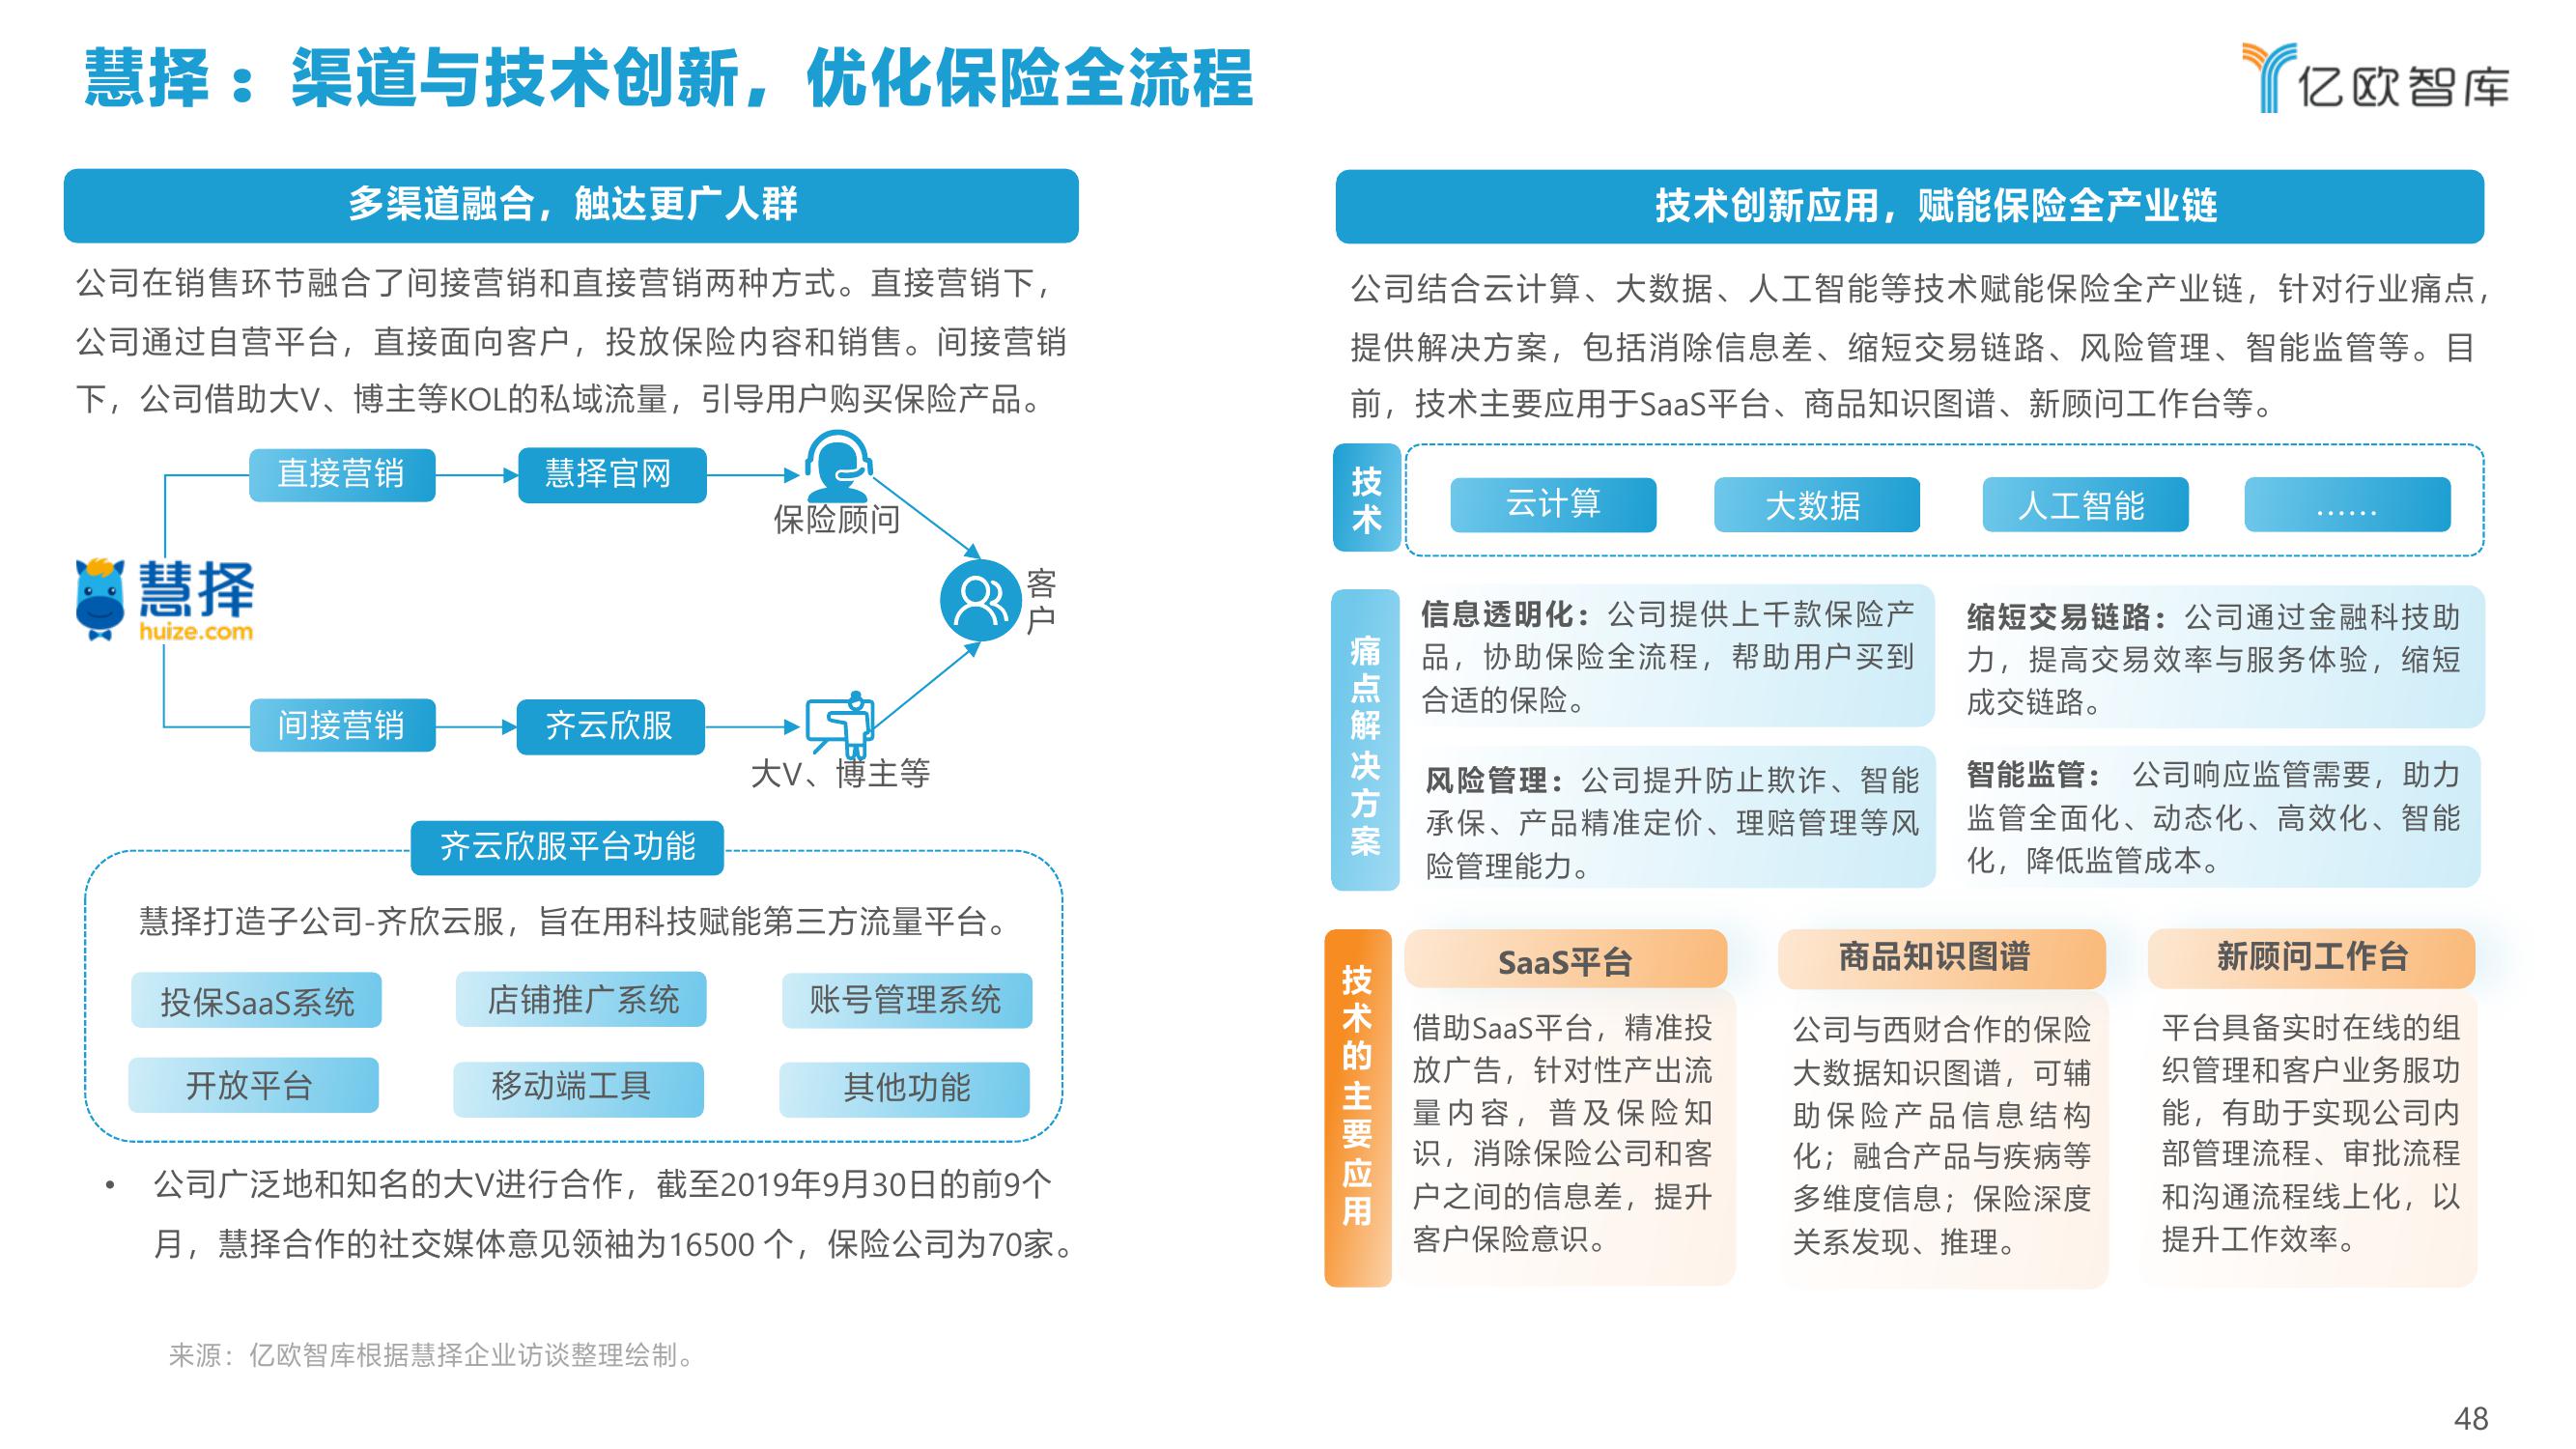 慧择：渠道与技术创新，优化保险全流程
亿欧智库
多渠道融合，触达更广人群
公司在销售环节融合了间接营销和直接营销两种方式。直接营销下，
公司通过自营平台，直接面向客户，投放保险内容和销售。间接营销
下，公司借助大V、博主等KOL的私域流量，引导用户购买保险产品。
直接营销
慧择官网
保险顾问
慧择
huize.com
客户
间接营销
齐云欣服
大V、博主等
齐云欣服平台功能
慧择打造子公司-齐欣云服，旨在用科技赋能第三方流量平台。
投保SaaS系统
店铺推广系统
账号管理系统
开放平台
移动端工具
其他功能
• 公司广泛地和知名的大V进行合作，截至2019年9月30日的前9个
月，慧择合作的社交媒体意见领袖为16500 个，保险公司为70家。
技术创新应用，赋能保险全产业链
公司结合云计算、大数据、人工智能等技术赋能保险全产业链，针对行业痛点，
提供解决方案，包括消除信息差、缩短交易链路、风险管理、智能监管等。目
前，技术主要应用于SaaS平台、商品知识图谱、新顾问工作台等。
技术
云计算
大数据
人工智能
……
痛点解决方案
信息透明化：公司提供上千款保险产
品，协助保险全流程，帮助用户买到
合适的保险。
缩短交易链路：公司通过金融科技助
力，提高交易效率与服务体验，缩短
成交链路。
风险管理：公司提升防止欺诈、智能
承保、产品精准定价、理赔管理等风
险管理能力。
智能监管： 公司响应监管需要，助力
监管全面化、动态化、高效化、智能
化，降低监管成本。
技术的主要应用
SaaS平台
借助SaaS平台，精准投
放广告，针对性产出流
量内容，普及保险知
识，消除保险公司和客
户之间的信息差，提升
客户保险意识。
商品知识图谱
公司与西财合作的保险
大数据知识图谱，可辅
助保险产品信息结构
化；融合产品与疾病等
多维度信息；保险深度
关系发现、推理。
新顾问工作台
平台具备实时在线的组
织管理和客户业务服功
能，有助于实现公司内
部管理流程、审批流程
和沟通流程线上化，以
提升工作效率。
来源：亿欧智库根据慧择企业访谈整理绘制。
48